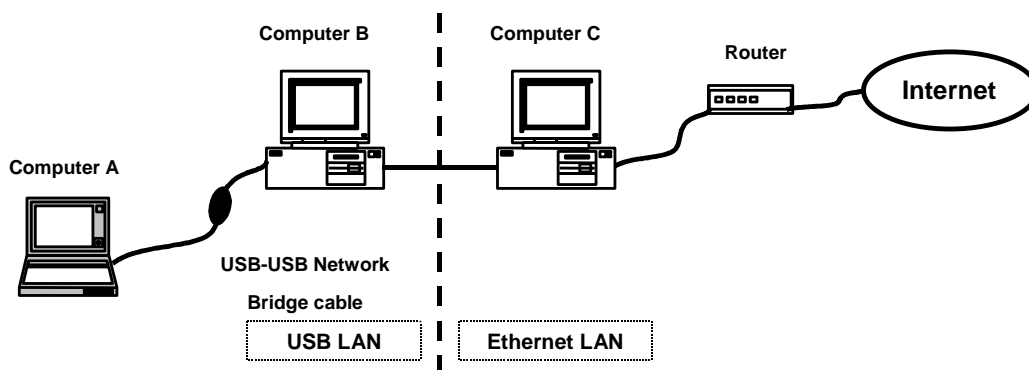 Computer B
Computer C
Router
Internet
Computer A
USB-USB Network
Bridge cable
USB LAN
Ethernet LAN